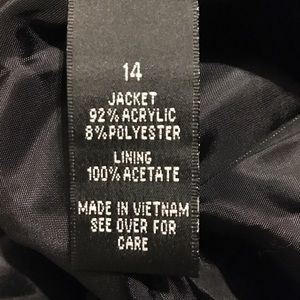 14
JACKET
92% ACRYLIC
8% POLYESTER
LINING
100% ACETATE
MADE IN VIETNAM
SEE OVER FOR
CARE